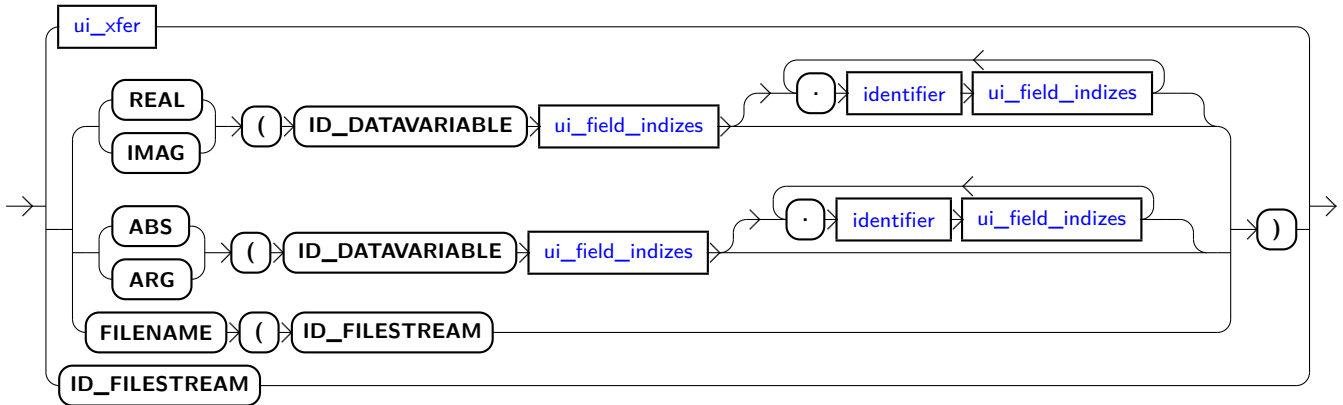 ui_xfer
REAL
IMAG
( ID_DATAVARIABLE ui_field_indizes . identifier ui_field_indizes
ABS
ARG
( ID_DATAVARIABLE ui_field_indizes . identifier ui_field_indizes )
FILENAME ( ID_FILESTREAM
ID_FILESTREAM